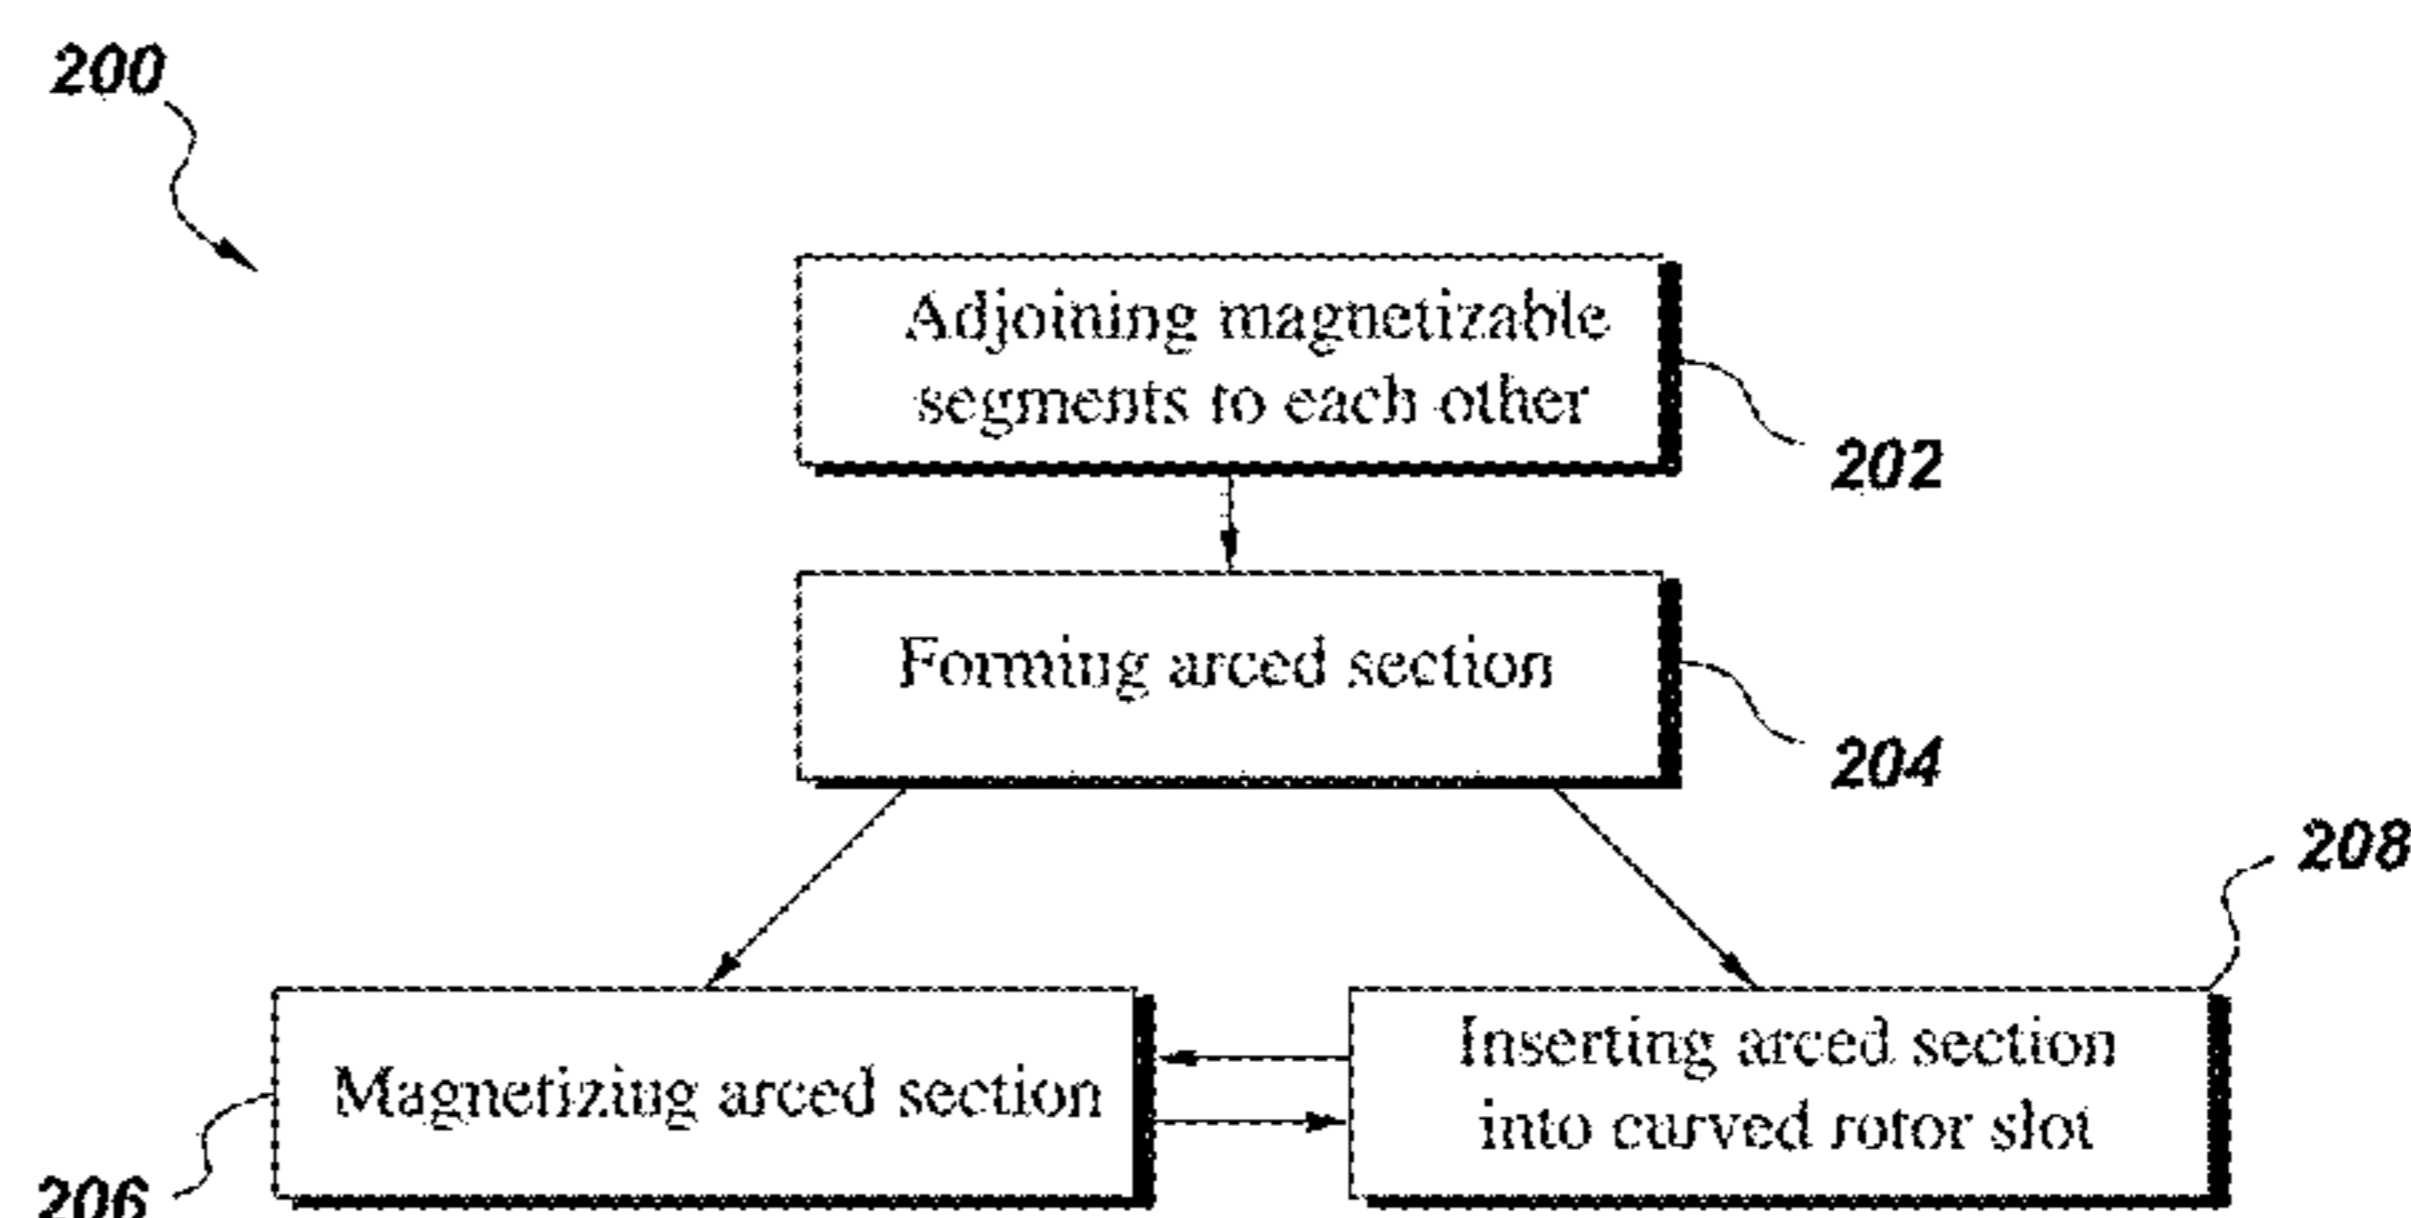 200
Adjoining magnetizable
segments to each other
202
Forming arced section
204
208
Magnetizing arced section
Inserting arced section
into curved rotor slot
206